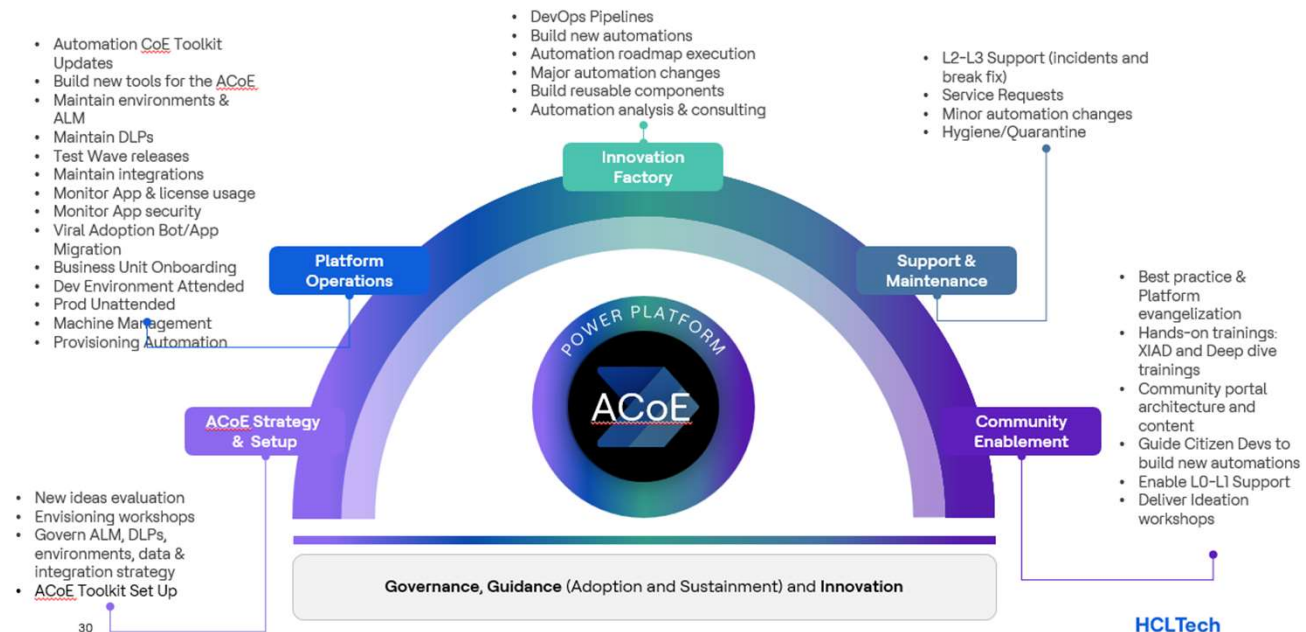 • DevOps Pipelines
• Build new automations
• Automation roadmap execution
• Major automation changes
• Build reusable components
• Automation analysis & consulting
• Automation CoE Toolkit
Updates
• Build new tools for the ACoE
• Maintain environments &
ALM
• Maintain DLPs
• Test Wave releases
• Maintain integrations
• Monitor App & license usage
• Monitor App security
• Viral Adoption Bot/App
Migration
• Business Unit Onboarding
• Dev Environment Attended
• Prod Unattended
• Machine Management
• Provisioning Automation
• L2-L3 Support (incidents and
break fix)
• Service Requests
• Minor automation changes
• Hygiene/Quarantine
Innovation
Factory
Platform
Operations
Support &
Maintenance
• Best practice &
Platform
evangelization
• Hands-on trainings:
XIAD and Deep dive
trainings
• Community portal
architecture and
content
• Guide Citizen Devs to
build new automations
• Enable L0-L1 Support
• Deliver Ideation
workshops
POWER PLATFORM
ACoE
ACoE Strategy
& Setup
Community
Enablement
• New ideas evaluation
• Envisioning workshops
• Govern ALM, DLPs,
environments, data &
integration strategy
• ACoE Toolkit Set Up
Governance, Guidance (Adoption and Sustainment) and Innovation
30
HCLTech